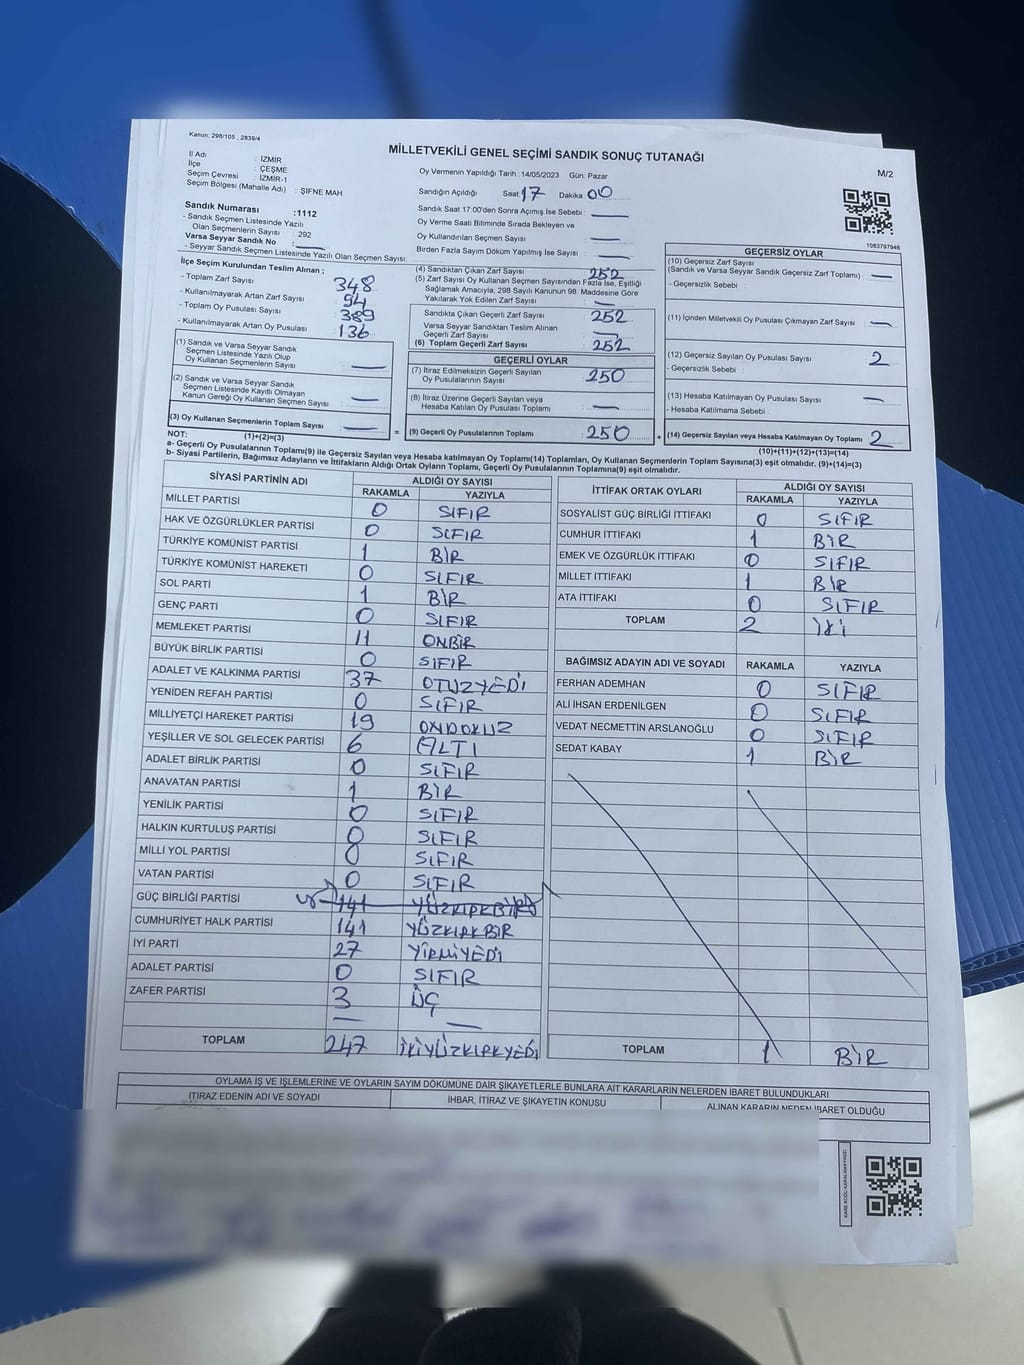 Kanun: 298/105 , 2839/4
MİLLETVEKİLİ GENEL SEÇİMİ SANDIK SONUÇ TUTANAĞI
M/2
İl Adı : İZMİR
İlçe : ÇEŞME
Seçim Çevresi : İZMİR-1
Seçim Bölgesi (Mahalle Adı) : ŞİFNE MAH
Sandık Numarası :1112
- Sandık Seçmen Listesinde Yazılı
Olan Seçmenlerin Sayısı : 292
Varsa Seyyar Sandık No :
- Seyyar Sandık Seçmen Listesinde Yazılı Olan Seçmen Sayısı:
Oy Vermenin Yapıldığı Tarih : 14/05/2023 Gün: Pazar
Sandığın Açıldığı Saat: 17 Dakika: 00
Sandık Saat 17:00'den Sonra Açılmış İse Sebebi :
Oy Verme Saati Bitiminde Sırada Bekleyen ve
Oy Kullandırılan Seçmen Sayısı :
Birden Fazla Sayım Döküm Yapılmış İse Sayısı :
1083797946
İlçe Seçim Kurulundan Teslim Alınan ;
- Toplam Zarf Sayısı : 348
- Kullanılmayarak Artan Zarf Sayısı : 94
- Toplam Oy Pusulası Sayısı : 389
- Kullanılmayarak Artan Oy Pusulası : 136
(1) Sandık ve Varsa Seyyar Sandık
Seçmen Listesinde Yazılı Olup
Oy Kullanan Seçmenlerin Sayısı :
(2) Sandık ve Varsa Seyyar Sandık
Seçmen Listesinde Kayıtlı Olmayan
Kanun Gereği Oy Kullanan Seçmen Sayısı :
(3) Oy Kullanan Seçmenlerin Toplam Sayısı :
(4) Sandıktan Çıkan Zarf Sayısı : 252
(5) Zarf Sayısı Oy Kullanan Seçmen Sayısından Fazla İse, Eşitliği
Sağlamak Amacıyla, 298 Sayılı Kanunun 98. Maddesine Göre
Yakılarak Yok Edilen Zarf Sayısı :
Sandıkta Çıkan Geçerli Zarf Sayısı : 252
Varsa Seyyar Sandıktan Teslim Alınan
Geçerli Zarf Sayısı :
(6) Toplam Geçerli Zarf Sayısı : 252
GEÇERLİ OYLAR
(7) İtiraz Edilmeksizin Geçerli Sayılan
Oy Pusulalarının Sayısı : 250
(8) İtiraz Üzerine Geçerli Sayılan veya
Hesaba Katılan Oy Pusulası Toplamı :
= (9) Geçerli Oy Pusulalarının Toplamı : 250
GEÇERSİZ OYLAR
(10) Geçersiz Zarf Sayısı
(Sandık ve Varsa Seyyar Sandık Geçersiz Zarf Toplamı) :
- Geçersizlik Sebebi :
(11) İçinden Milletvekili Oy Pusulası Çıkmayan Zarf Sayısı :
(12) Geçersiz Sayılan Oy Pusulası Sayısı : 2
- Geçersizlik Sebebi :
(13) Hesaba Katılmayan Oy Pusulası Sayısı :
- Hesaba Katılmama Sebebi :
+ (14) Geçersiz Sayılan veya Hesaba Katılmayan Oy Toplamı : 2
NOT: (1)+(2)=(3) (10)+(11)+(12)+(13)=(14)
a- Geçerli Oy Pusulalarının Toplamı(9) ile Geçersiz Sayılan veya Hesaba katılmayan Oy Toplamı(14) Toplamları, Oy Kullanan Seçmenlerin Toplam Sayısına(3) eşit olmalıdır. (9)+(14)=(3)
b- Siyasi Partilerin, Bağımsız Adayların ve İttifakların Aldığı Ortak Oyların Toplamı, Geçerli Oy Pusulalarının Toplamına(9) eşit olmalıdır.
SİYASİ PARTİNİN ADI ALDIĞI OY SAYISI
RAKAMLA YAZIYLA
MİLLET PARTİSİ 0 SIFIR
HAK VE ÖZGÜRLÜKLER PARTİSİ 0 SIFIR
TÜRKİYE KOMÜNİST PARTİSİ 1 BİR
TÜRKİYE KOMÜNİST HAREKETİ 0 SIFIR
SOL PARTİ 1 BİR
GENÇ PARTİ 0 SIFIR
MEMLEKET PARTİSİ 11 ONBİR
BÜYÜK BİRLİK PARTİSİ 0 SIFIR
ADALET VE KALKINMA PARTİSİ 37 OTUZYEDİ
YENİDEN REFAH PARTİSİ 0 SIFIR
MİLLİYETÇİ HAREKET PARTİSİ 19 ONDOKUZ
YEŞİLLER VE SOL GELECEK PARTİSİ 6 ALTI
ADALET BİRLİK PARTİSİ 0 SIFIR
ANAVATAN PARTİSİ 1 BİR
YENİLİK PARTİSİ 0 SIFIR
HALKIN KURTULUŞ PARTİSİ 0 SIFIR
MİLLİ YOL PARTİSİ 0 SIFIR
VATAN PARTİSİ 0 SIFIR
GÜÇ BİRLİĞİ PARTİSİ 141 YÜZKIRKBİR
CUMHURİYET HALK PARTİSİ 141 YÜZKIRKBİR
İYİ PARTİ 27 YİRMİYEDİ
ADALET PARTİSİ 0 SIFIR
ZAFER PARTİSİ 3 ÜÇ
TOPLAM 247 İKİYÜZKIRKYEDİ
İTTİFAK ORTAK OYLARI ALDIĞI OY SAYISI
RAKAMLA YAZIYLA
SOSYALİST GÜÇ BİRLİĞİ İTTİFAKI 0 SIFIR
CUMHUR İTTİFAKI 1 BİR
EMEK VE ÖZGÜRLÜK İTTİFAKI 0 SIFIR
MİLLET İTTİFAKI 1 BİR
ATA İTTİFAKI 0 SIFIR
TOPLAM 2 İKİ
BAĞIMSIZ ADAYIN ADI VE SOYADI RAKAMLA YAZIYLA
FERHAN ADEMHAN 0 SIFIR
ALİ İHSAN ERDENİLGEN 0 SIFIR
VEDAT NECMETTİN ARSLANOĞLU 0 SIFIR
SEDAT KABAY 1 BİR
TOPLAM 1 BİR
OYLAMA İŞ VE İŞLEMLERİNE VE OYLARIN SAYIM DÖKÜMÜNE DAİR ŞİKAYETLERLE BUNLARA AİT KARARLARIN NELERDEN İBARET BULUNDUKLARI
İTİRAZ EDENİN ADI VE SOYADI İHBAR, İTİRAZ VE ŞİKAYETİN KONUSU ALINAN KARARIN NEDEN İBARET OLDUĞU
KARE KODU KARALAMAYINIZ!